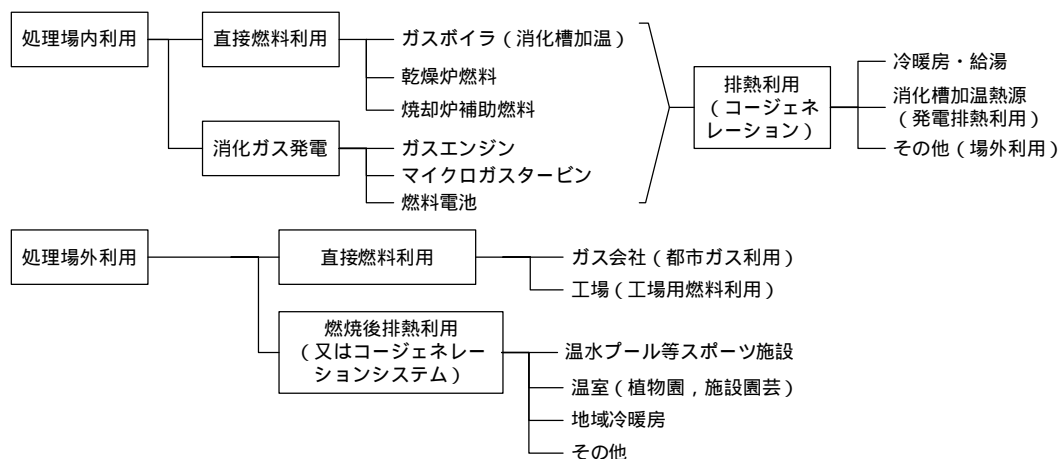 処理場内利用
直接燃料利用
ガスボイラ（消化槽加温）
乾燥炉燃料
焼却炉補助燃料
消化ガス発電
ガスエンジン
マイクロガスタービン
燃料電池
排熱利用
（コージェネ
レーション）
冷暖房・給湯
消化槽加温熱源
（発電排熱利用）
その他（場外利用）
処理場外利用
直接燃料利用
ガス会社（都市ガス利用）
工場（工場用燃料利用）
燃焼後排熱利用
（又はコージェネレー
ションシステム）
温水プール等スポーツ施設
温室（植物園，施設園芸）
地域冷暖房
その他